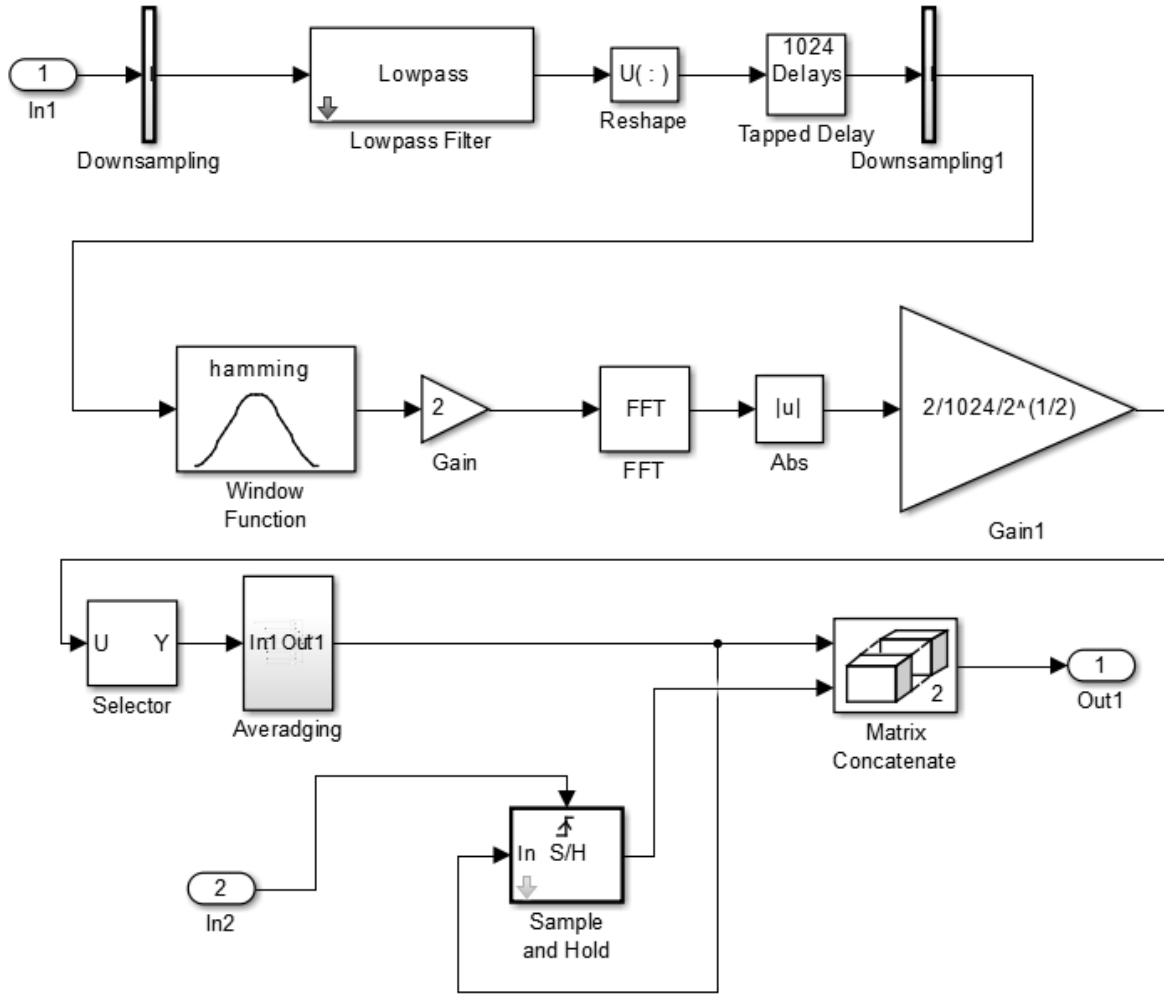 1
In1
Downsampling
Lowpass
Lowpass Filter
U( : )
Reshape
1024
Delays
Tapped Delay
Downsampling1
hamming
Window
Function
2
Gain
FFT
FFT
|u|
Abs
2/1024/2^(1/2)
Gain1
U Y
Selector
In1 Out1
Averadging
2
Matrix
Concatenate
1
Out1
2
In2
In S/H
Sample
and Hold